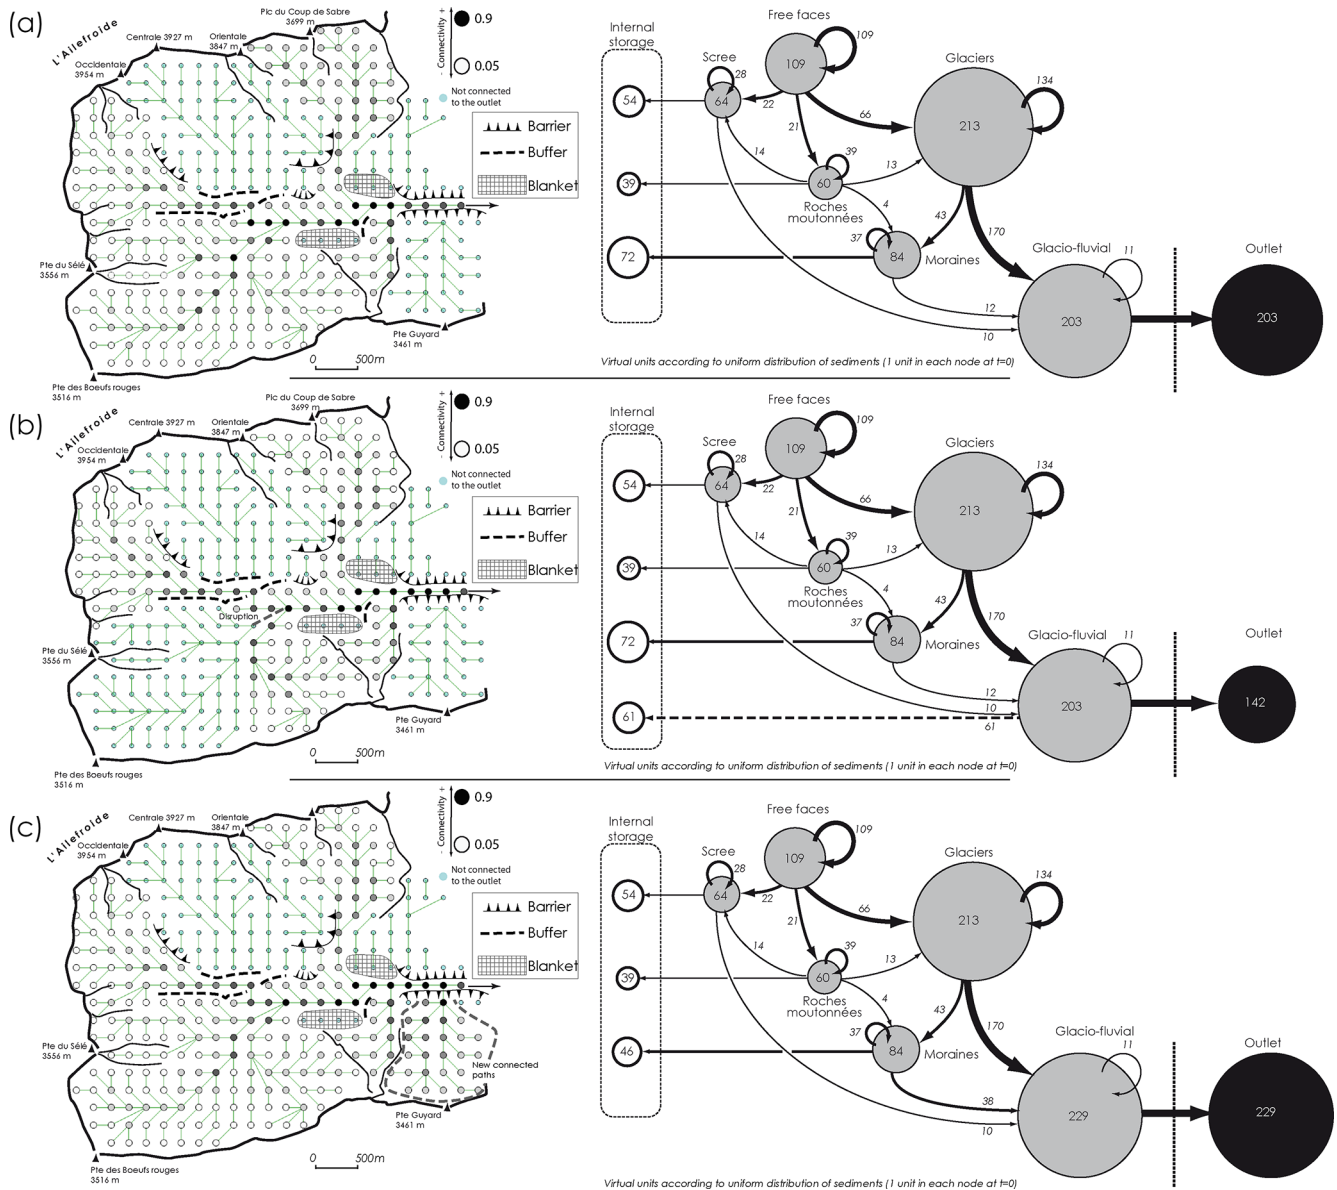 (a)
L'Ailefroide
Occidentale
3954 m
Centrale 3927 m
Orientale
3847 m
Pic du Coup de Sabre
3699 m
- Connectivity +
0.9
0.05
Not connected
to the outlet
Barrier
Buffer
Blanket
Pte du Sélé
3556 m
Pte des Boeufs rouges
3516 m
Pte Guyard
3461 m
0 500m
Internal
storage
54
39
72
Scree
64
28
Free faces
109
109
22
21
66
Glaciers
213
134
14
39
60
13
Roches
moutonnées
4
37
84
Moraines
43
170
Glacio-fluvial
11
203
12
10
Outlet
203
Virtual units according to uniform distribution of sediments (1 unit in each node at t=0)
(b)
L'Ailefroide
Occidentale
3954 m
Centrale 3927 m
Orientale
3847 m
Pic du Coup de Sabre
3699 m
- Connectivity +
0.9
0.05
Not connected
to the outlet
Barrier
Buffer
Blanket
Disruption
Pte du Sélé
3556 m
Pte des Boeufs rouges
3516 m
Pte Guyard
3461 m
0 500m
Internal
storage
54
39
72
61
Scree
64
28
Free faces
109
109
22
21
66
Glaciers
213
134
14
39
60
13
Roches
moutonnées
4
37
84
Moraines
43
170
Glacio-fluvial
11
203
12
10
61
Outlet
142
Virtual units according to uniform distribution of sediments (1 unit in each node at t=0)
(c)
L'Ailefroide
Occidentale
3954 m
Centrale 3927 m
Orientale
3847 m
- Connectivity +
0.9
0.05
Not connected
to the outlet
Barrier
Buffer
Blanket
New connected
paths
Pte du Sélé
3556 m
Pte des Boeufs rouges
3516 m
Pte Guyard
3461 m
0 500m
Internal
storage
54
39
46
Scree
64
28
Free faces
109
109
22
21
66
Glaciers
213
134
14
39
60
13
Roches
moutonnées
4
37
84
Moraines
43
170
Glacio-fluvial
11
229
38
10
Outlet
229
Virtual units according to uniform distribution of sediments (1 unit in each node at t=0)